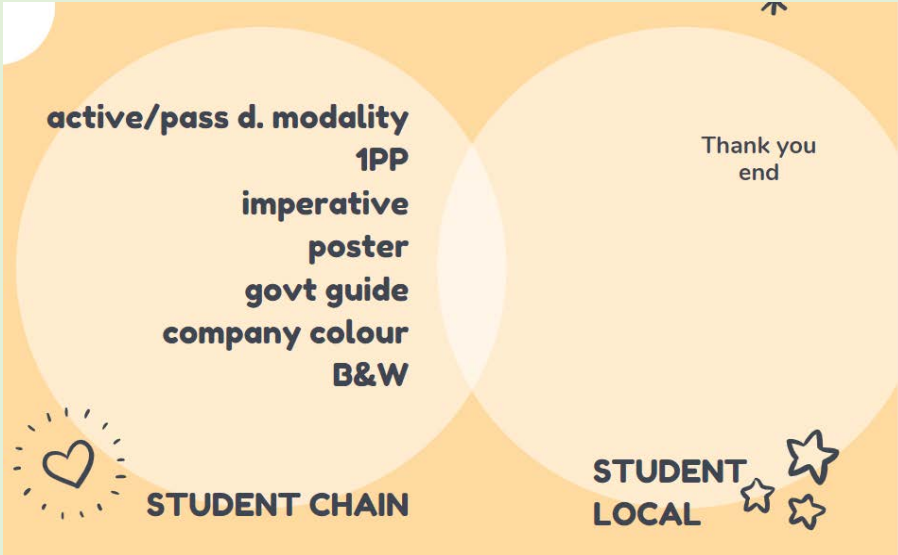 active/pass d. modality
1PP
imperative
poster
govt guide
company colour
B&W
STUDENT CHAIN
Thank you
end
STUDENT
LOCAL